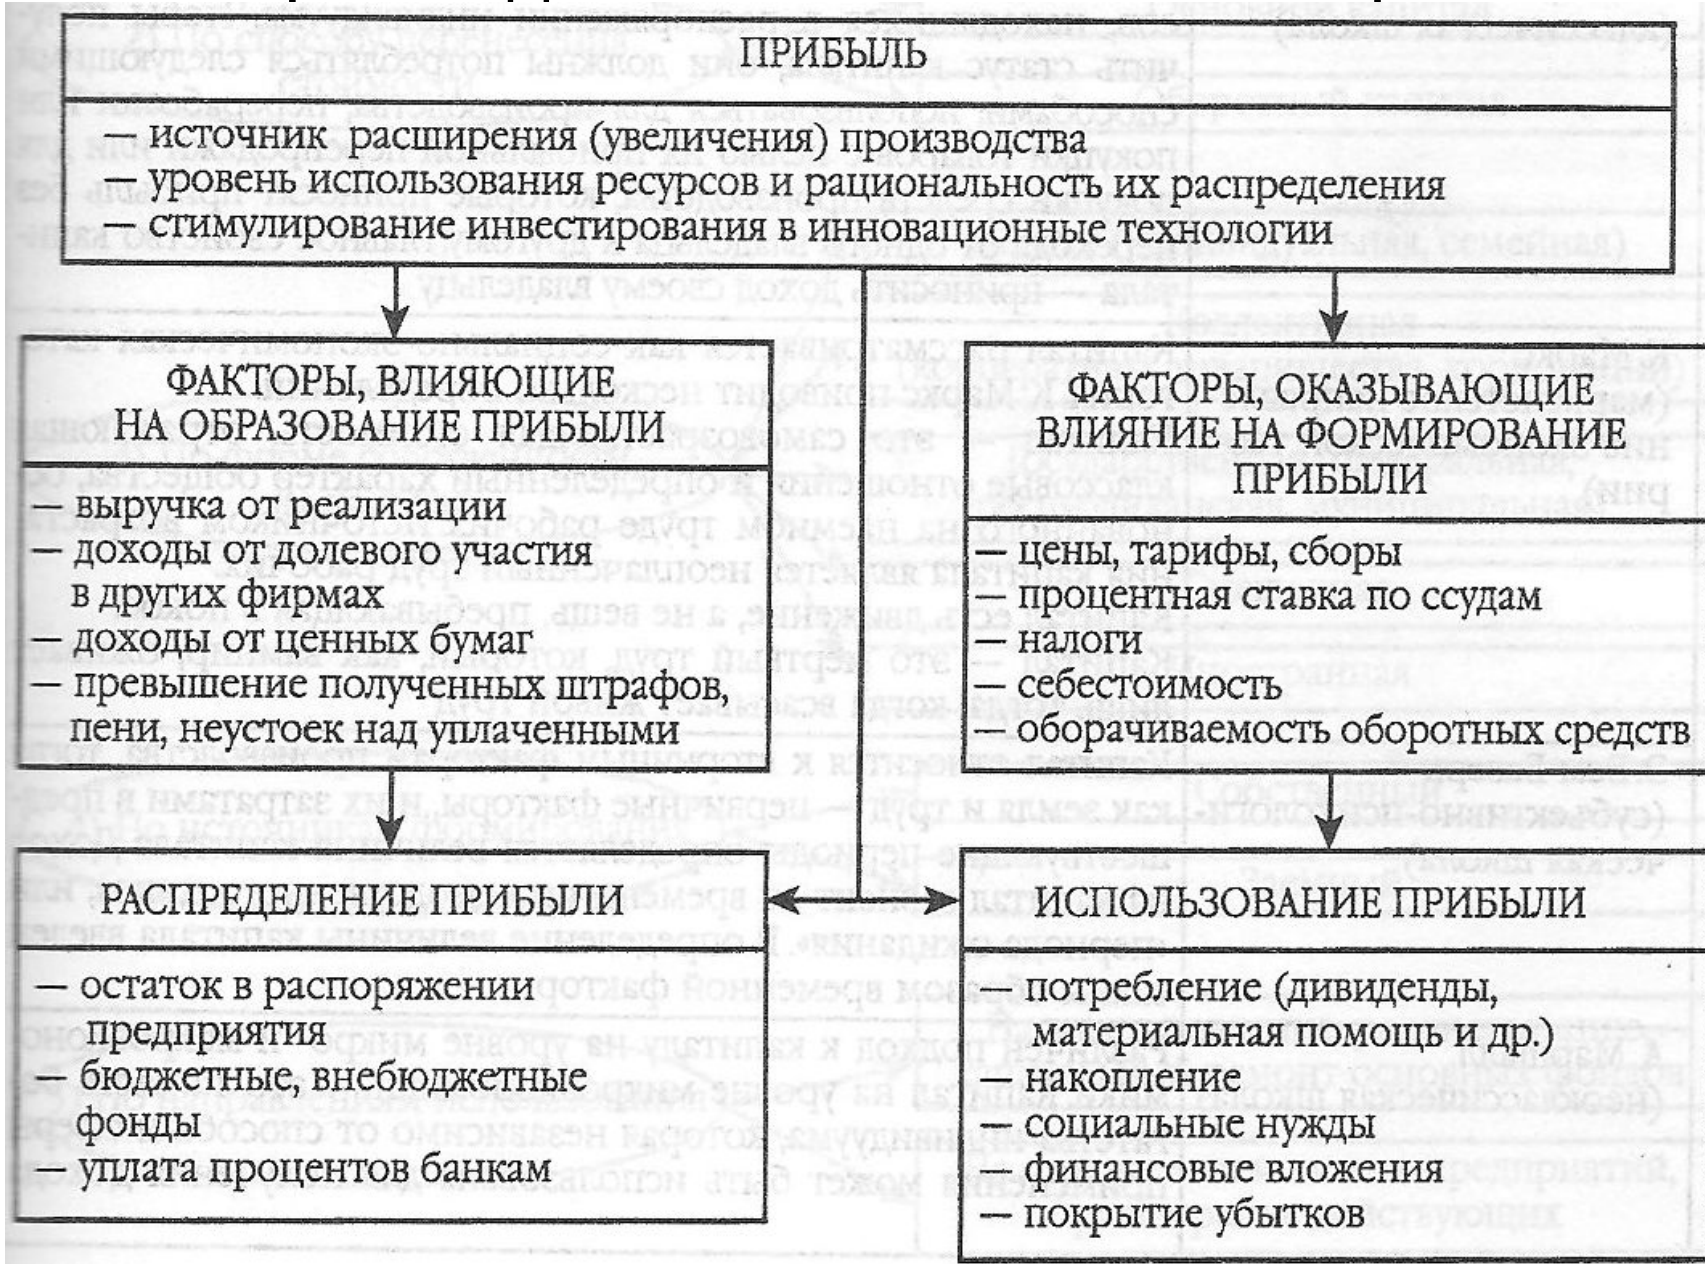 ПРИБЫЛЬ
— источник расширения (увеличения) производства
— уровень использования ресурсов и рациональность их распределения
— стимулирование инвестирования в инновационные технологии
ФАКТОРЫ, ВЛИЯЮЩИЕ
НА ОБРАЗОВАНИЕ ПРИБЫЛИ
— выручка от реализации
— доходы от долевого участия
в других фирмах
— доходы от ценных бумаг
— превышение полученных штрафов,
пени, неустоек над уплаченными
ФАКТОРЫ, ОКАЗЫВАЮЩИЕ
ВЛИЯНИЕ НА ФОРМИРОВАНИЕ
ПРИБЫЛИ
— цены, тарифы, сборы
— процентная ставка по ссудам
— налоги
— себестоимость
— оборачиваемость оборотных средств
РАСПРЕДЕЛЕНИЕ ПРИБЫЛИ
— остаток в распоряжении
предприятия
— бюджетные, внебюджетные
фонды
— уплата процентов банкам
ИСПОЛЬЗОВАНИЕ ПРИБЫЛИ
— потребление (дивиденды,
материальная помощь и др.)
— накопление
— социальные нужды
— финансовые вложения
— покрытие убытков